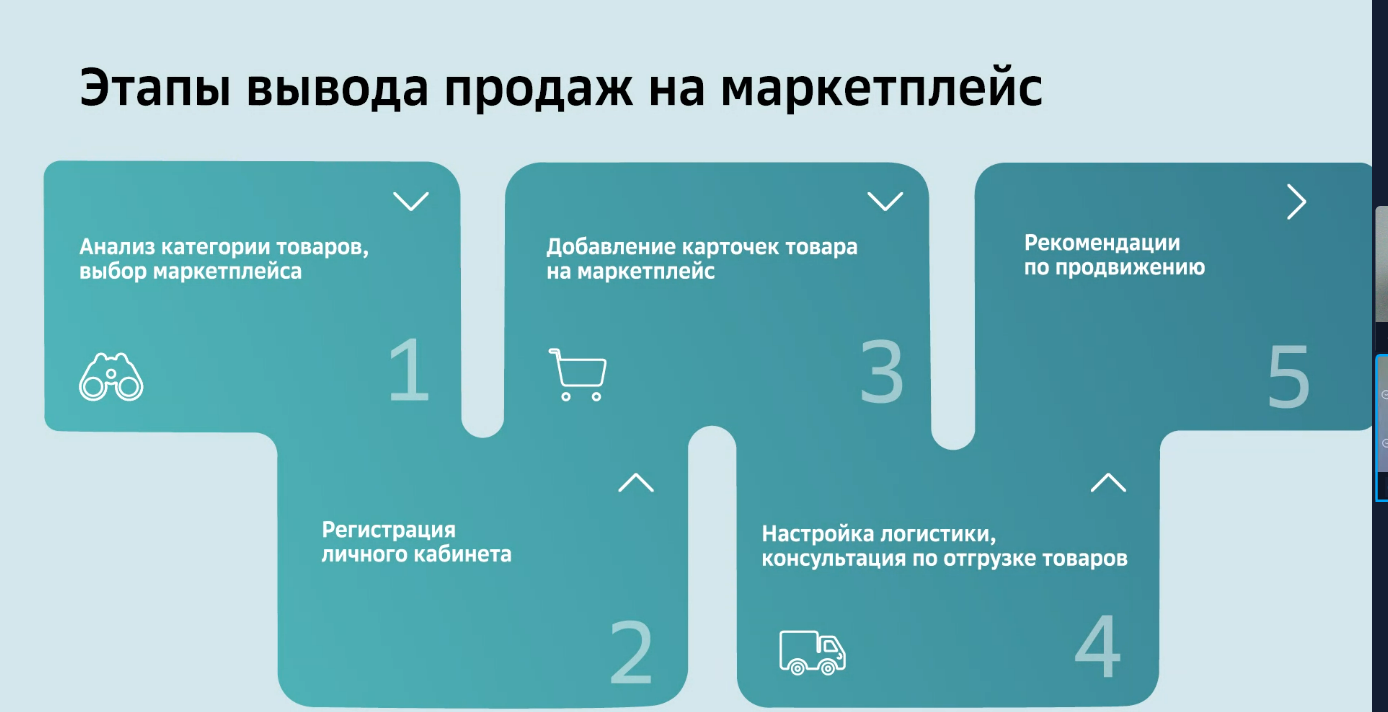 Этапы вывода продаж на маркетплейс
Анализ категории товаров,
выбор маркетплейса
1
Регистрация
личного кабинета
2
Добавление карточек товара
на маркетплейс
3
Настройка логистики,
консультация по отгрузке товаров
4
Рекомендации
по продвижению
5